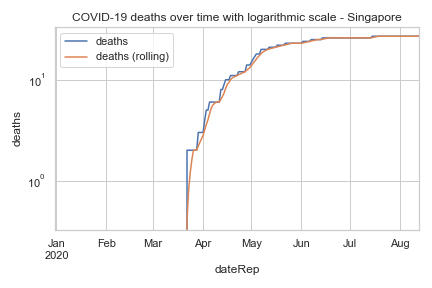 COVID-19 deaths over time with logarithmic scale - Singapore
deaths
deaths (rolling)
10¹
10⁰
deaths
Jan Feb Mar Apr May Jun Jul Aug
2020
dateRep